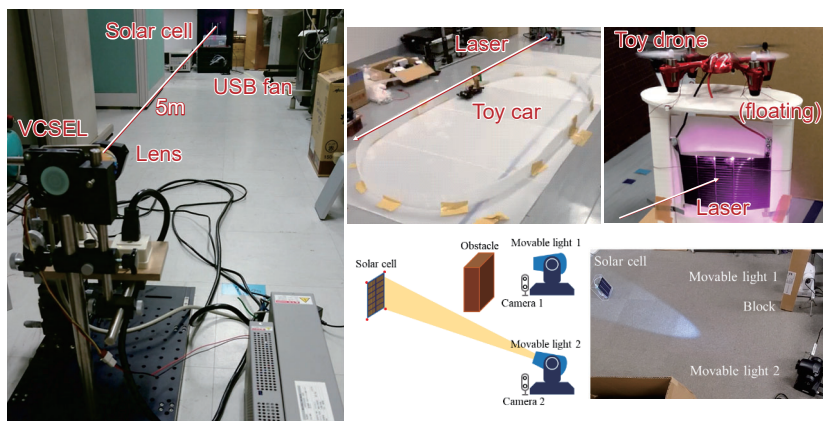 Solar cell
USB fan
5m
VCSEL
Lens
Laser
Toy car
Toy drone
(floating)
Laser
Solar cell
Obstacle
Movable light 1
Camera 1
Movable light 2
Camera 2
Solar cell
Movable light 1
Block
Movable light 2